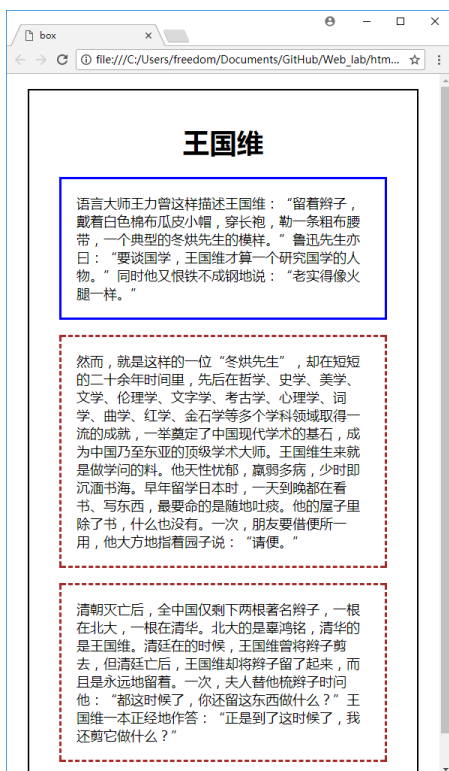 box
file:///C:/Users/freedom/Documents/GitHub/Web_lab/htm...
王国维
语言大师王力曾这样描述王国维：“留着辫子，
戴着白色棉布瓜皮小帽，穿长袍，勒一条粗布腰
带，一个典型的冬烘先生的模样。”鲁迅先生亦
曰：“要谈国学，王国维才算一个研究国学的人
物。”同时他又恨铁不成钢地说：“老实得像火
腿一样。”
然而，就是这样的一位“冬烘先生”，却在短短
的二十余年时间里，先后在哲学、史学、美学、
文学、伦理学、文字学、考古学、心理学、词
学、曲学、红学、金石学等多个学科领域取得一
流的成就，一举奠定了中国现代学术的基石，成
为中国乃至东亚的顶级学术大师。王国维生来就
是做学问的料。他天性忧郁，羸弱多病，少时即
沉湎书海。早年留学日本时，一天到晚都在看
书、写东西，最要命的是随地吐痰。他的屋子里
除了书，什么也没有。一次，朋友要借便所一
用，他大方地指着园子说：“请便。”
清朝灭亡后，全中国仅剩下两根著名辫子，一根
在北大，一根在清华。北大的是辜鸿铭，清华的
是王国维。清廷在的时候，王国维曾将辫子剪
去，但清廷亡后，王国维却将辫子留了起来，而
且是永远地留着。一次，夫人替他梳辫子时问
他：“都这时候了，你还留这东西做什么？”王
国维一本正经地作答：“正是到了这时候了，我
还剪它做什么？”